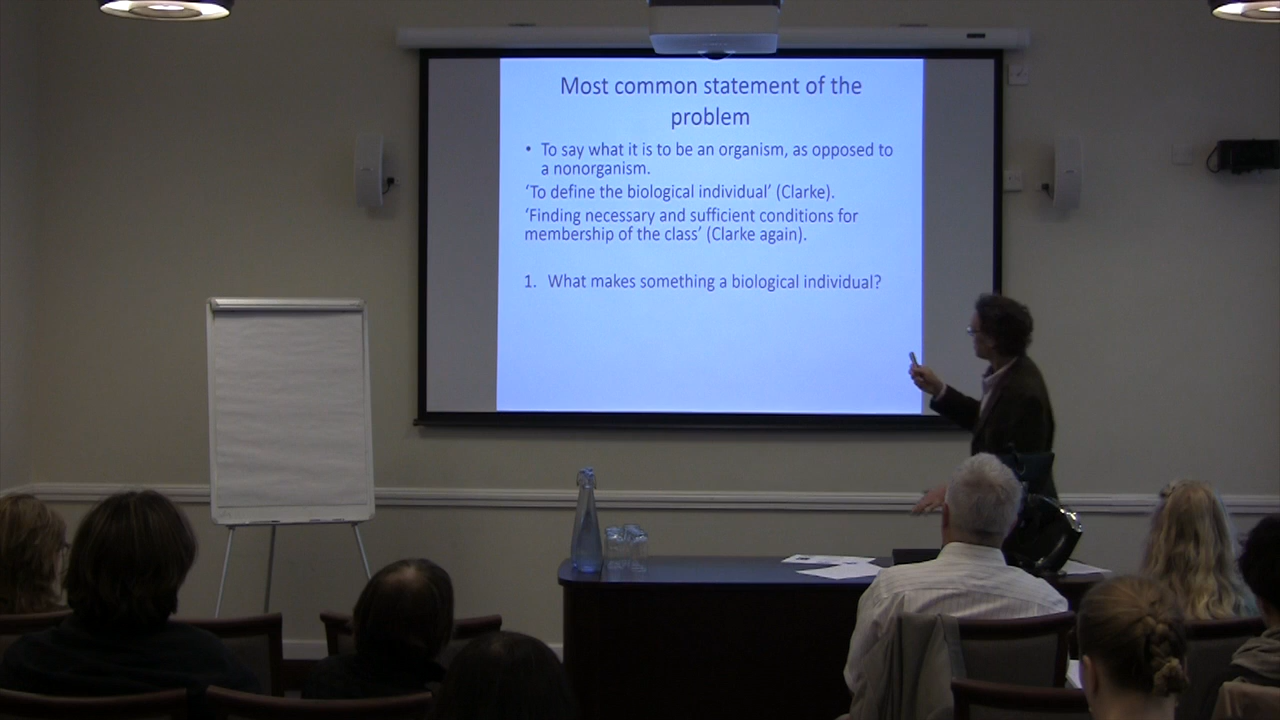 Most common statement of the
problem
• To say what it is to be an organism, as opposed to
a nonorganism.
‘To define the biological individual’ (Clarke).
‘Finding necessary and sufficient conditions for
membership of the class’ (Clarke again).
1. What makes something a biological individual?